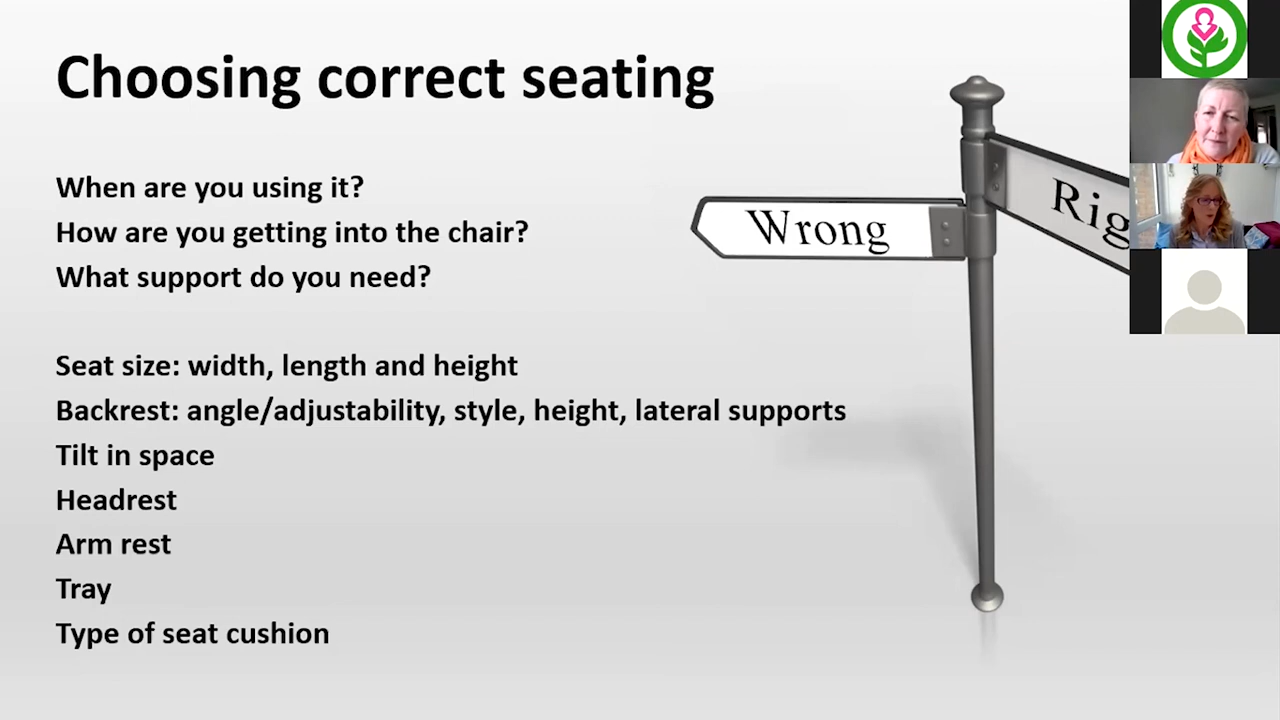 Choosing correct seating
When are you using it?
How are you getting into the chair?
What support do you need?
Seat size: width, length and height
Backrest: angle/adjustability, style, height, lateral supports
Tilt in space
Headrest
Arm rest
Tray
Type of seat cushion
Wrong
Rig